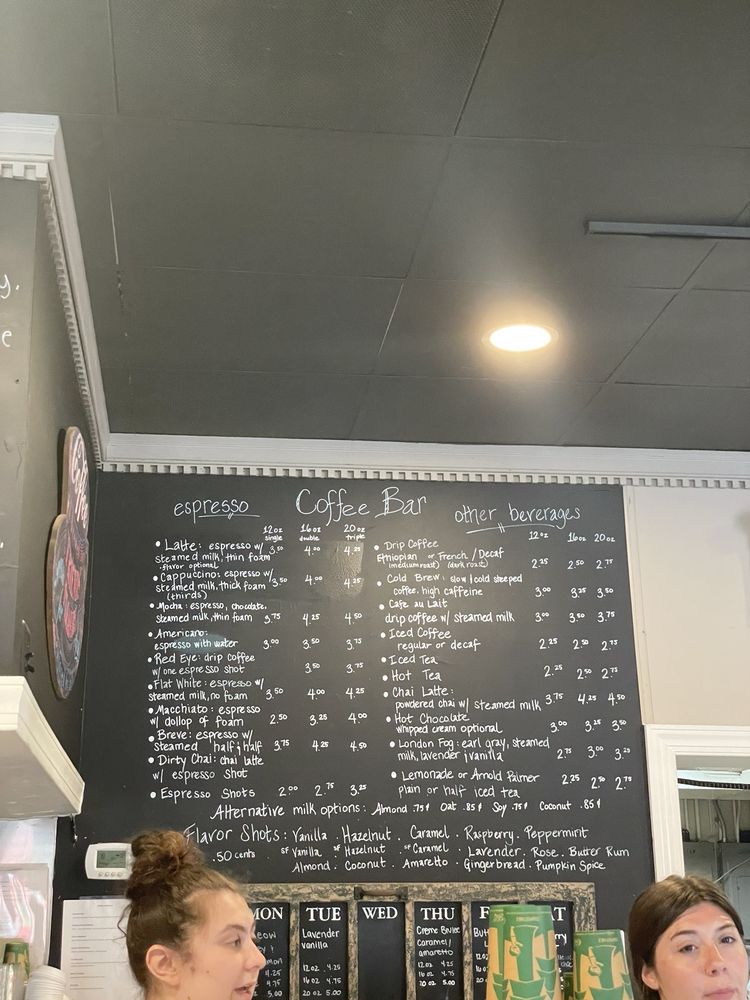 Coffee Bar
espresso
12oz single 16oz double 20oz triple
• Latte: espresso w/ 3.50 4.00 4.25
steamed milk, thin foam
-flavor optional
• Cappuccino: espresso w/ 3.50 4.00 4.25
steamed milk, thick foam
(thirds)
• Mocha: espresso, chocolate,
steamed milk, thin foam 3.75 4.25 4.50
• Americano:
espresso with water 3.00 3.50 3.75
• Red Eye: drip coffee
w/ one espresso shot 3.50 3.75
• Flat White: espresso w/
steamed milk, no foam 3.50 4.00 4.25
• Macchiato: espresso
w/ dollop of foam 2.50 3.25 4.00
• Breve: espresso w/
steamed half & half 3.75 4.25 4.50
• Dirty Chai: chai latte
w/ espresso shot
• Espresso Shots 2.00 2.75 3.25
other beverages
12oz 16oz 20oz
• Drip Coffee
Ethiopian or French / Decaf
(medium roast) (dark roast) 2.25 2.50 2.75
• Cold Brew: slow/cold steeped
coffee, high caffeine 3.00 3.25 3.50
• Cafe au Lait
drip coffee w/ steamed milk 3.00 3.50 3.75
• Iced Coffee
regular or decaf 2.25 2.50 2.75
• Iced Tea
• Hot Tea 2.25 2.50 2.75
• Chai Latte:
powdered chai w/ steamed milk 3.75 4.25 4.50
• Hot Chocolate
whipped cream optional 3.00 3.25 3.50
• London Fog: earl gray, steamed
milk, lavender & vanilla 2.75 3.00 3.25
• Lemonade or Arnold Palmer
plain or half iced tea 2.25 2.50 2.75
Alternative milk options: Almond .75¢ Oat .85¢ Soy .75¢ Coconut .85¢
Flavor Shots: Vanilla . Hazelnut . Caramel . Raspberry . Peppermint
.50 cents SF Vanilla . SF Hazelnut . SF Caramel . Lavender . Rose . Butter Rum
Almond . Coconut . Amaretto . Gingerbread . Pumpkin Spice
MON
4.25
4.75
5.00
TUE
Lavender
vanilla
12oz 4.25
16oz 4.75
20oz 5.00
WED
THU
Creme Brulee
caramel/
amaretto
12oz 4.25
16oz 4.75
20oz 5.00
F